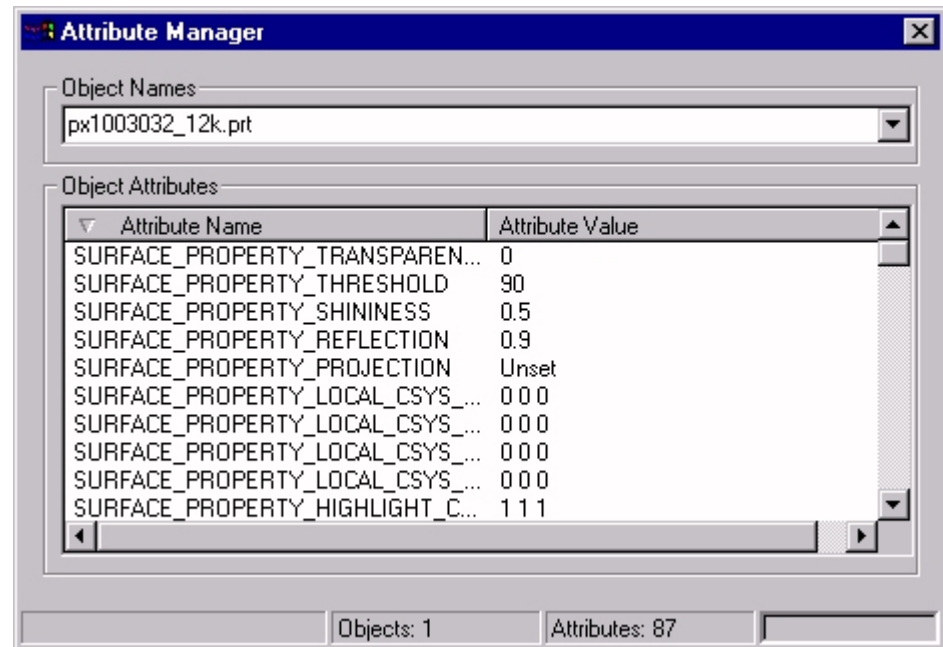 Attribute Manager
Object Names
px1003032_12k.prt
Object Attributes
Attribute Name Attribute Value
SURFACE_PROPERTY_TRANSPAREN... 0
SURFACE_PROPERTY_THRESHOLD 90
SURFACE_PROPERTY_SHININESS 0.5
SURFACE_PROPERTY_REFLECTION 0.9
SURFACE_PROPERTY_PROJECTION Unset
SURFACE_PROPERTY_LOCAL_CSYS_... 0 0 0
SURFACE_PROPERTY_LOCAL_CSYS_... 0 0 0
SURFACE_PROPERTY_LOCAL_CSYS_... 0 0 0
SURFACE_PROPERTY_LOCAL_CSYS_... 0 0 0
SURFACE_PROPERTY_HIGHLIGHT_C... 1 1 1
Objects: 1 Attributes: 87